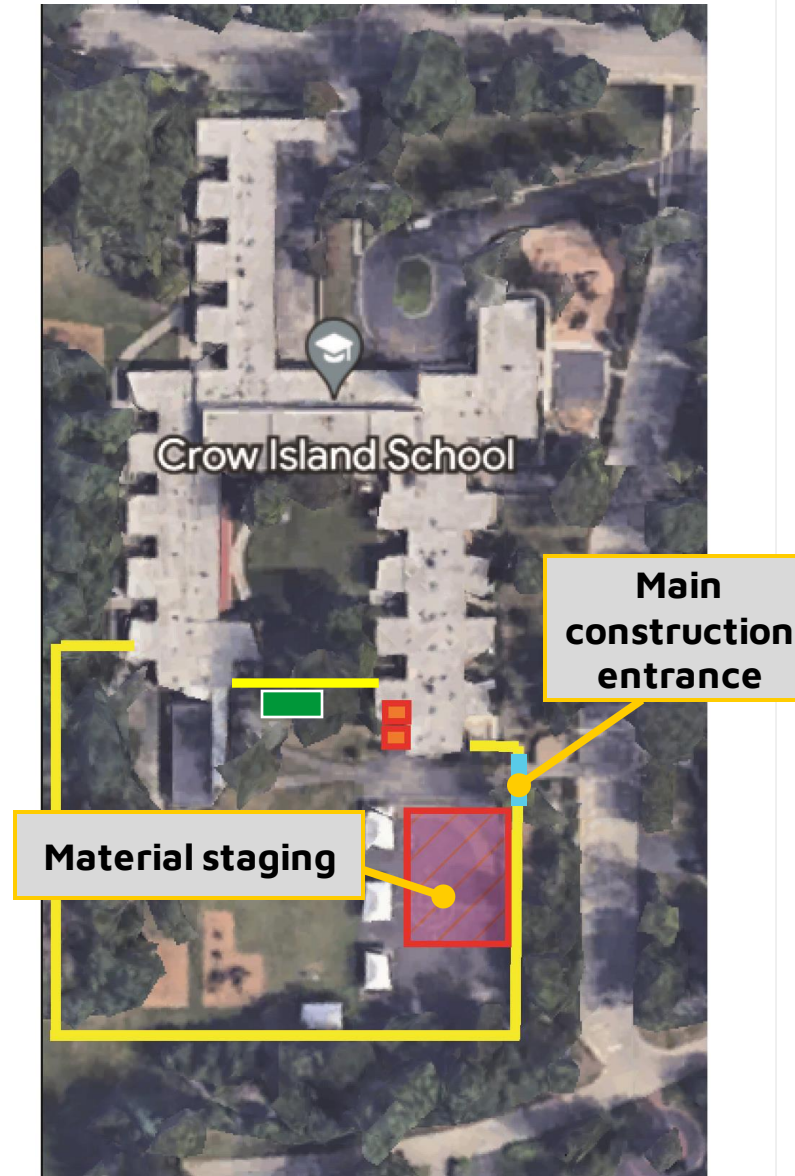 Crow Island School
Main
construction
entrance
Material staging